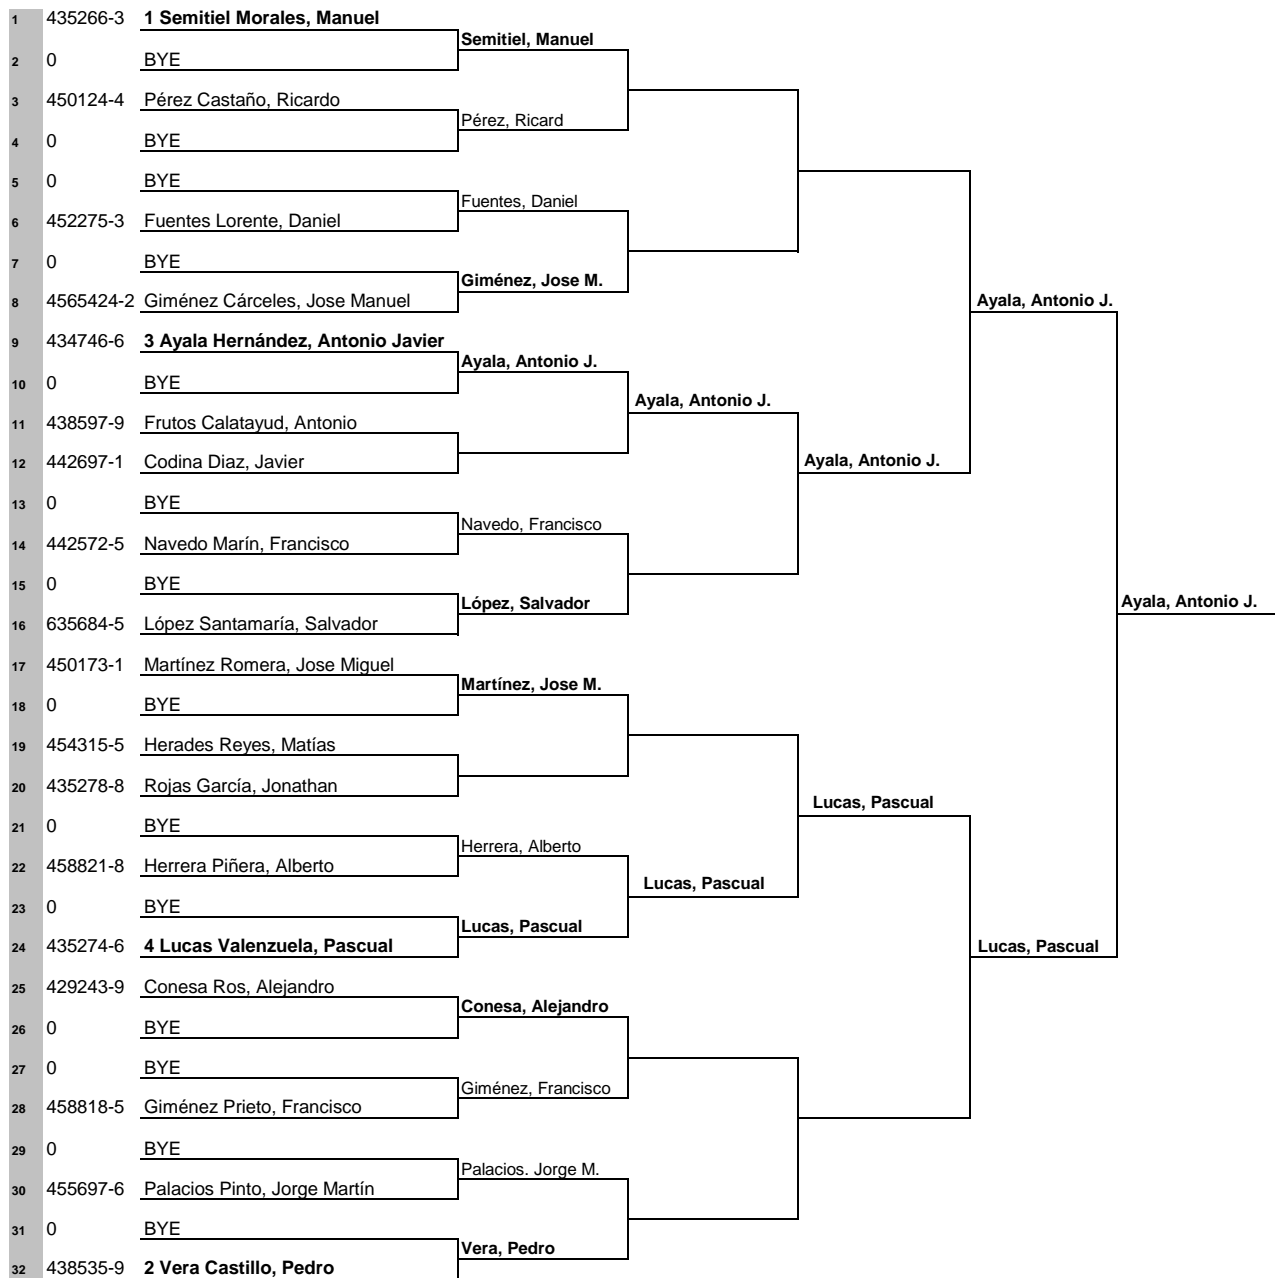 1 435266-3 1 Semitiel Morales, Manuel
Semitiel, Manuel
2 0 BYE
3 450124-4 Pérez Castaño, Ricardo
Pérez, Ricard
4 0 BYE
5 0 BYE
Fuentes, Daniel
6 452275-3 Fuentes Lorente, Daniel
7 0 BYE
Giménez, Jose M.
8 4565424-2 Giménez Cárceles, Jose Manuel
Ayala, Antonio J.
9 434746-6 3 Ayala Hernández, Antonio Javier
Ayala, Antonio J.
10 0 BYE
Ayala, Antonio J.
11 438597-9 Frutos Calatayud, Antonio
12 442697-1 Codina Diaz, Javier
Ayala, Antonio J.
13 0 BYE
Navedo, Francisco
14 442572-5 Navedo Marín, Francisco
15 0 BYE
López, Salvador
Ayala, Antonio J.
16 635684-5 López Santamaría, Salvador
17 450173-1 Martínez Romera, Jose Miguel
Martínez, Jose M.
18 0 BYE
19 454315-5 Herades Reyes, Matías
20 435278-8 Rojas García, Jonathan
Lucas, Pascual
21 0 BYE
Herrera, Alberto
22 458821-8 Herrera Piñera, Alberto
Lucas, Pascual
23 0 BYE
Lucas, Pascual
24 435274-6 4 Lucas Valenzuela, Pascual
Lucas, Pascual
25 429243-9 Conesa Ros, Alejandro
Conesa, Alejandro
26 0 BYE
27 0 BYE
Giménez, Francisco
28 458818-5 Giménez Prieto, Francisco
29 0 BYE
Palacios. Jorge M.
30 455697-6 Palacios Pinto, Jorge Martín
31 0 BYE
Vera, Pedro
32 438535-9 2 Vera Castillo, Pedro